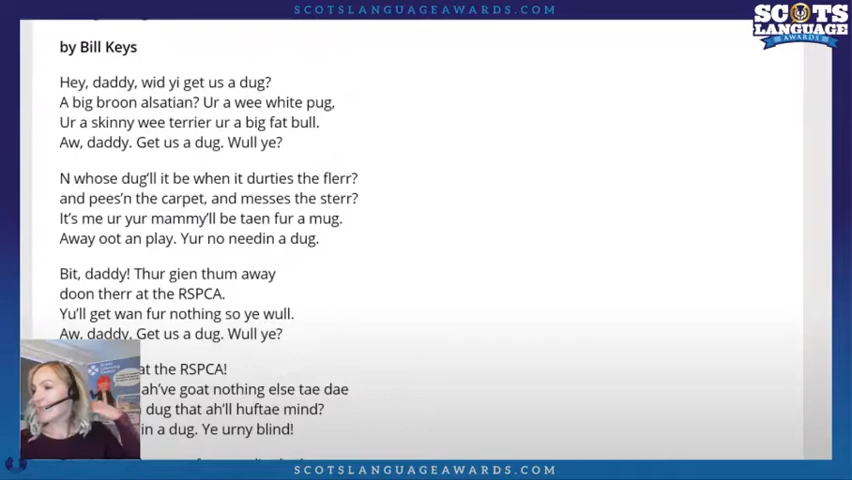 SCOTSLANGUAGEAWARDS.COM
SCOTS
LANGUAGE
AWARDS
by Bill Keys
Hey, daddy, wid yi get us a dug?
A big broon alsatian? Ur a wee white pug,
Ur a skinny wee terrier ur a big fat bull.
Aw, daddy. Get us a dug. Wull ye?
N whose dug'll it be when it durties the flerr?
and pees'n the carpet, and messes the sterr?
It's me ur yur mammy'll be taen fur a mug.
Away oot an play. Yur no needin a dug.
Bit, daddy! Thur gien thum away
doon therr at the RSPCA.
Yu'll get wan fur nothing so ye wull.
Aw, daddy. Get us a dug. Wull ye?
at the RSPCA!
ah've goat nothing else tae dae
dug that ah'll huftae mind?
in a dug. Ye urny blind!
SCOTSLANGUAGEAWARDS.COM